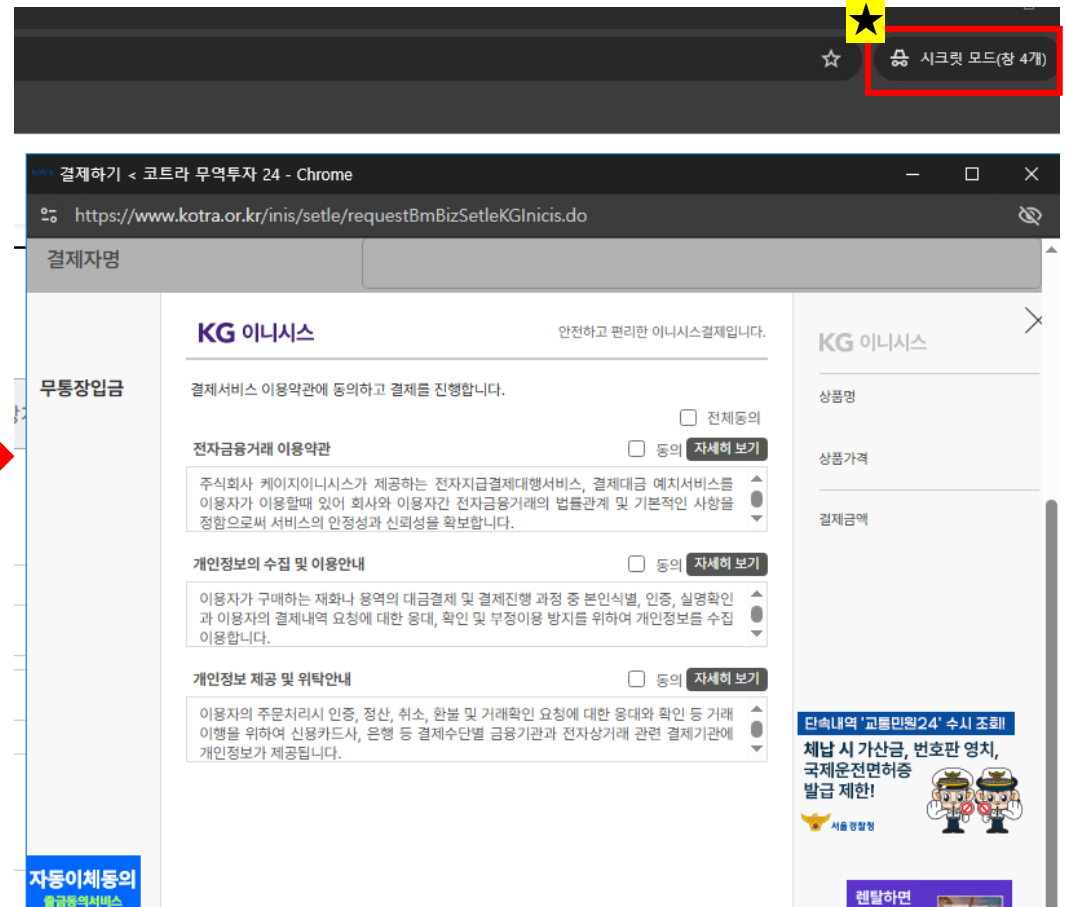 시크릿 모드(창 4개)
결제하기 < 코트라 무역투자 24 - Chrome
https://www.kotra.or.kr/inis/setle/requestBmBizSetleKGInicis.do
결제자명
KG 이니시스
안전하고 편리한 이니시스결제입니다.
KG 이니시스
무통장입금
결제서비스 이용약관에 동의하고 결제를 진행합니다.
상품명
전체동의
전자금융거래 이용약관
동의 자세히 보기
상품가격
주식회사 케이지이니시스가 제공하는 전자지급결제대행서비스, 결제대금 예치서비스를
이용자가 이용할때 있어 회사와 이용자간 전자금융거래의 법률관계 및 기본적인 사항을
정함으로써 서비스의 안정성과 신뢰성을 확보합니다.
결제금액
개인정보의 수집 및 이용안내
동의 자세히 보기
이용자가 구매하는 재화나 용역의 대금결제 및 결제진행 과정 중 본인식별, 인증, 실명확인
과 이용자의 결제내역 요청에 대한 응대, 확인 및 부정이용 방지를 위하여 개인정보를 수집
이용합니다.
개인정보 제공 및 위탁안내
동의 자세히 보기
이용자의 주문처리시 인증, 정산, 취소, 환불 및 거래확인 요청에 대한 응대와 확인 등 거래
이행을 위하여 신용카드사, 은행 등 결제수단별 금융기관과 전자상거래 관련 결제기관에
개인정보가 제공됩니다.
단속내역 '교통민원24' 수시 조회!!
체납 시 가산금, 번호판 영치,
국제운전면허증
발급 제한!
서울경찰청
자동이체동의
출금동의서비스
렌탈하면